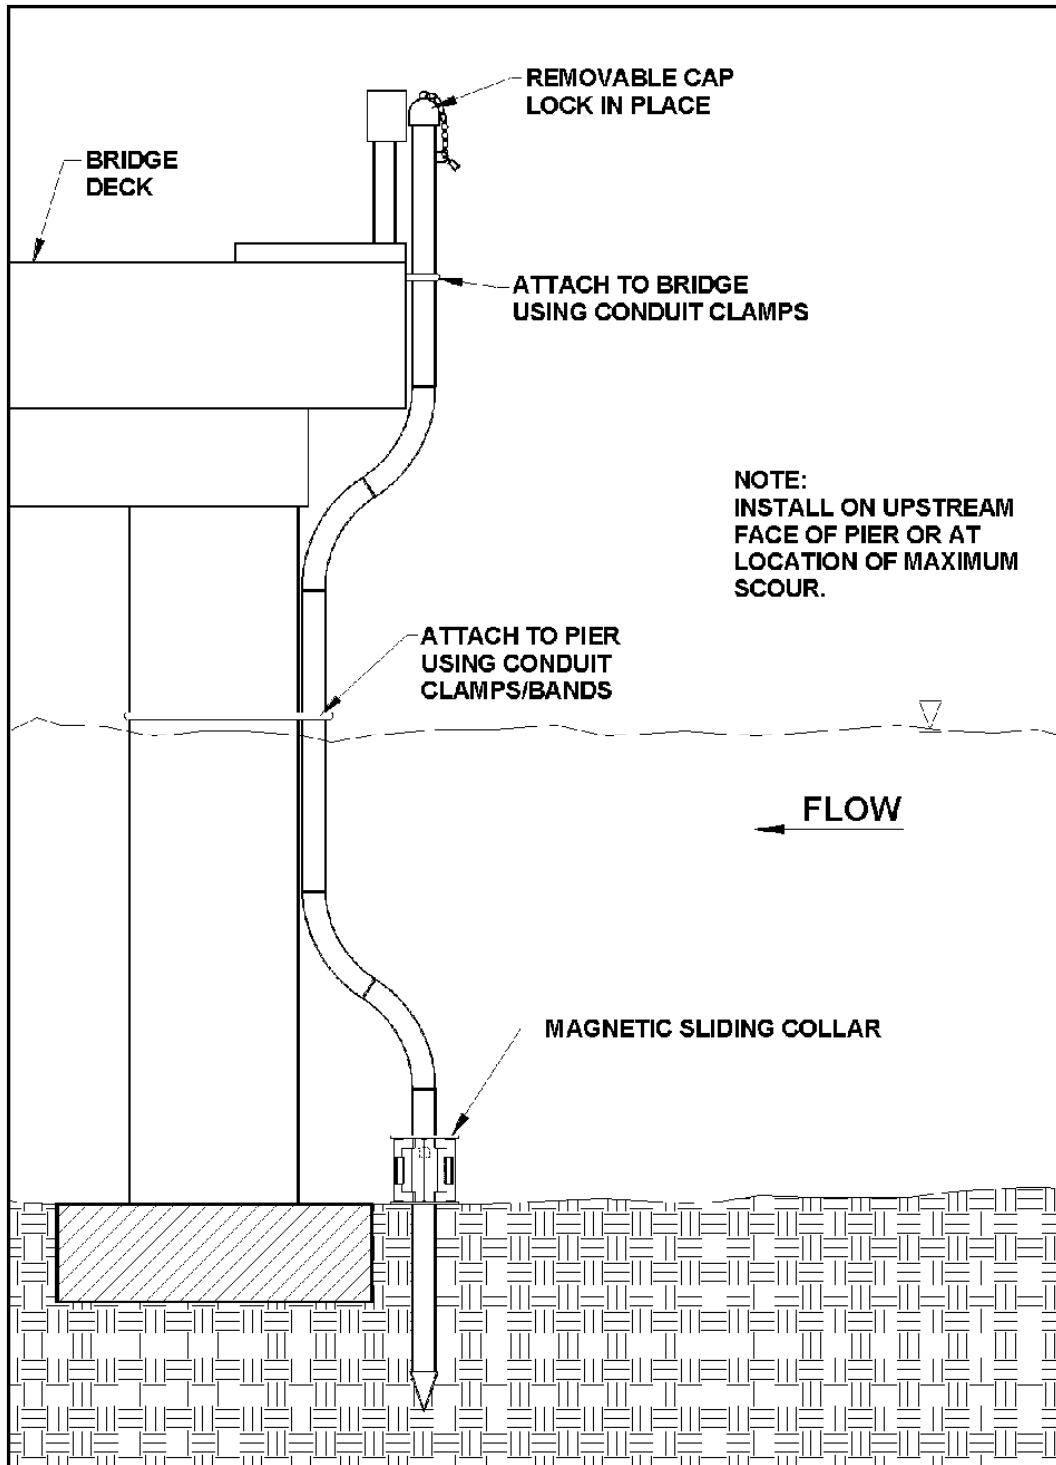 REMOVABLE CAP
LOCK IN PLACE
BRIDGE
DECK
ATTACH TO BRIDGE
USING CONDUIT CLAMPS
NOTE:
INSTALL ON UPSTREAM
FACE OF PIER OR AT
LOCATION OF MAXIMUM
SCOUR.
ATTACH TO PIER
USING CONDUIT
CLAMPS/BANDS
FLOW
MAGNETIC SLIDING COLLAR